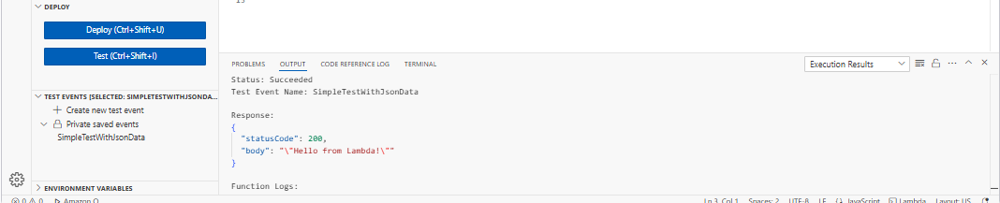 DEPLOY
Deploy (Ctrl+Shift+U)
Test (Ctrl+Shift+I)
TEST EVENTS [SELECTED: SIMPLETESTWITHJSONDA...
Create new test event
Private saved events
SimpleTestWithJsonData
ENVIRONMENT VARIABLES
PROBLEMS OUTPUT CODE REFERENCE LOG TERMINAL
Execution Results
Status: Succeeded
Test Event Name: SimpleTestWithJsonData
Response:
{
"statusCode": 200,
"body": "\"Hello from Lambda!\""
}
Function Logs:
0 0 Amazon Q Ln 3, Col 1 Spaces: 2 UTF-8 LF {} JavaScript Lambda Layout: US